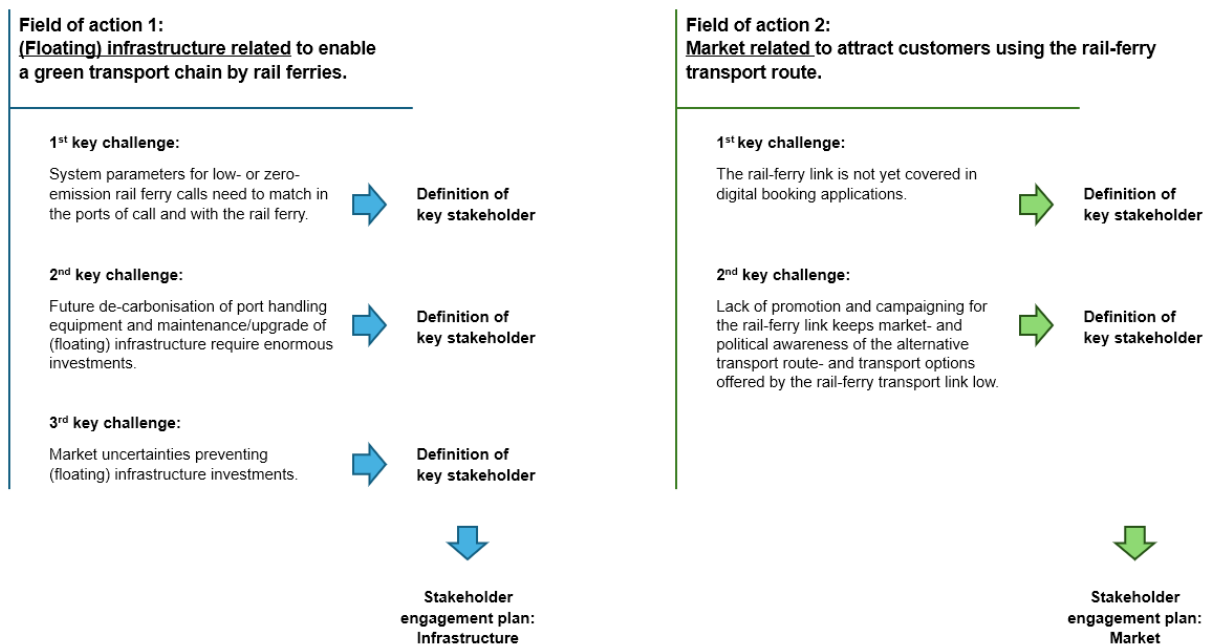 Field of action 1:
(Floating) infrastructure related to enable
a green transport chain by rail ferries.
1st key challenge:
System parameters for low- or zero-
emission rail ferry calls need to match in
the ports of call and with the rail ferry.
Definition of
key stakeholder
2nd key challenge:
Future de-carbonisation of port handling
equipment and maintenance/upgrade of
(floating) infrastructure require enormous
investments.
Definition of
key stakeholder
3rd key challenge:
Market uncertainties preventing
(floating) infrastructure investments.
Definition of
key stakeholder
Stakeholder
engagement plan:
Infrastructure
Field of action 2:
Market related to attract customers using the rail-ferry
transport route.
1st key challenge:
The rail-ferry link is not yet covered in
digital booking applications.
Definition of
key stakeholder
2nd key challenge:
Lack of promotion and campaigning for
the rail-ferry link keeps market- and
political awareness of the alternative
transport route- and transport options
offered by the rail-ferry transport link low.
Definition of
key stakeholder
Stakeholder
engagement plan:
Market